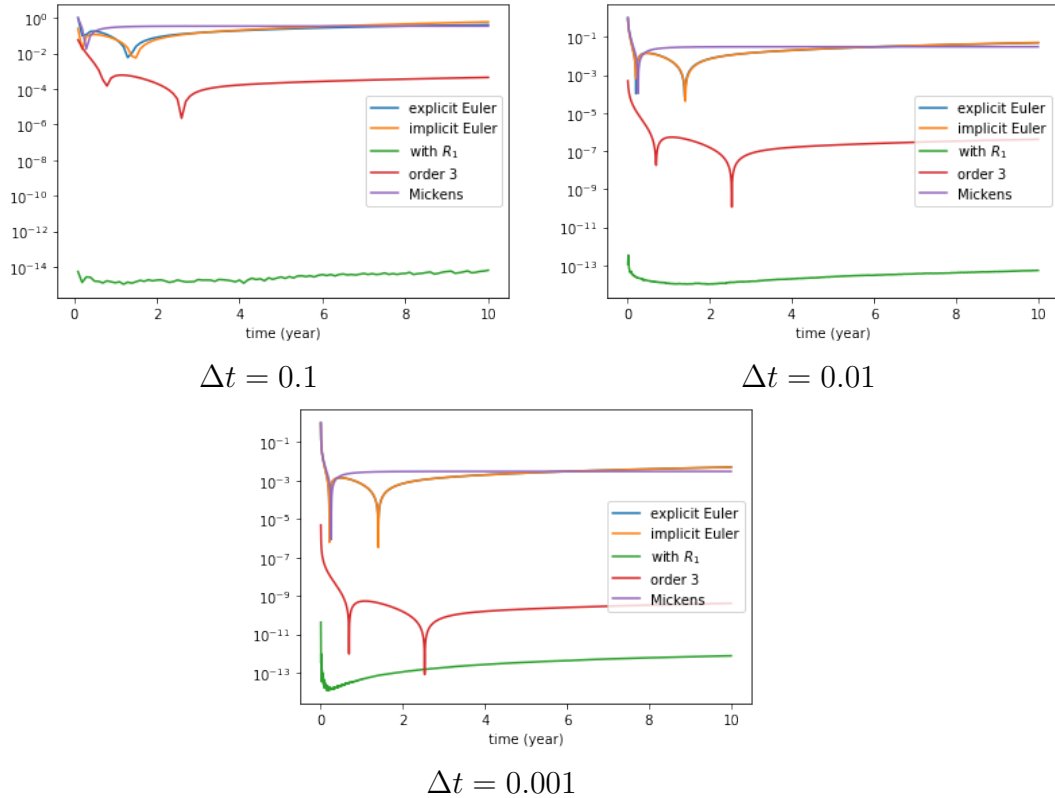 10⁰
10⁻²
10⁻⁴
10⁻⁶
10⁻⁸
10⁻¹⁰
10⁻¹²
10⁻¹⁴
explicit Euler
implicit Euler
with R₁
order 3
Mickens
0 2 4 6 8 10
time (year)
Δt = 0.1
10⁻¹
10⁻³
10⁻⁵
10⁻⁷
10⁻⁹
10⁻¹¹
10⁻¹³
explicit Euler
implicit Euler
with R₁
order 3
Mickens
0 2 4 6 8 10
time (year)
Δt = 0.01
10⁻¹
10⁻³
10⁻⁵
10⁻⁷
10⁻⁹
10⁻¹¹
10⁻¹³
explicit Euler
implicit Euler
with R₁
order 3
Mickens
0 2 4 6 8 10
time (year)
Δt = 0.001